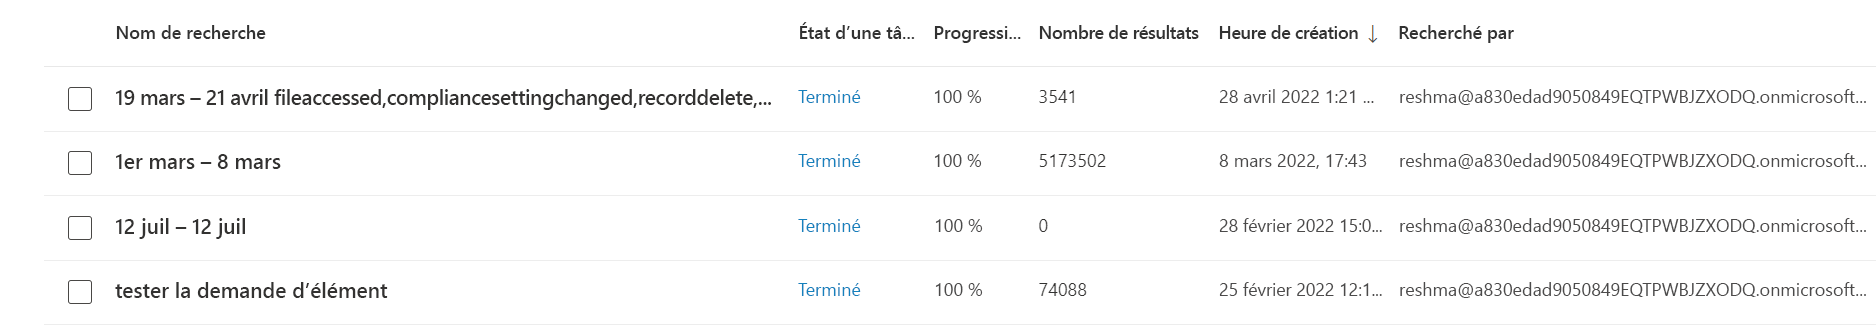 Nom de recherche État d’une tâ... Progressi... Nombre de résultats Heure de création ↓ Recherché par
19 mars – 21 avril fileaccessed,compliancesettingchanged,recorddelete,... Terminé 100 % 3541 28 avril 2022 1:21 ... reshma@a830edad9050849EQTPWBJZXODQ.onmicrosoft...
1er mars – 8 mars Terminé 100 % 5173502 8 mars 2022, 17:43 reshma@a830edad9050849EQTPWBJZXODQ.onmicrosoft...
12 juil – 12 juil Terminé 100 % 0 28 février 2022 15:0... reshma@a830edad9050849EQTPWBJZXODQ.onmicrosoft...
tester la demande d’élément Terminé 100 % 74088 25 février 2022 12:1... reshma@a830edad9050849EQTPWBJZXODQ.onmicrosoft...